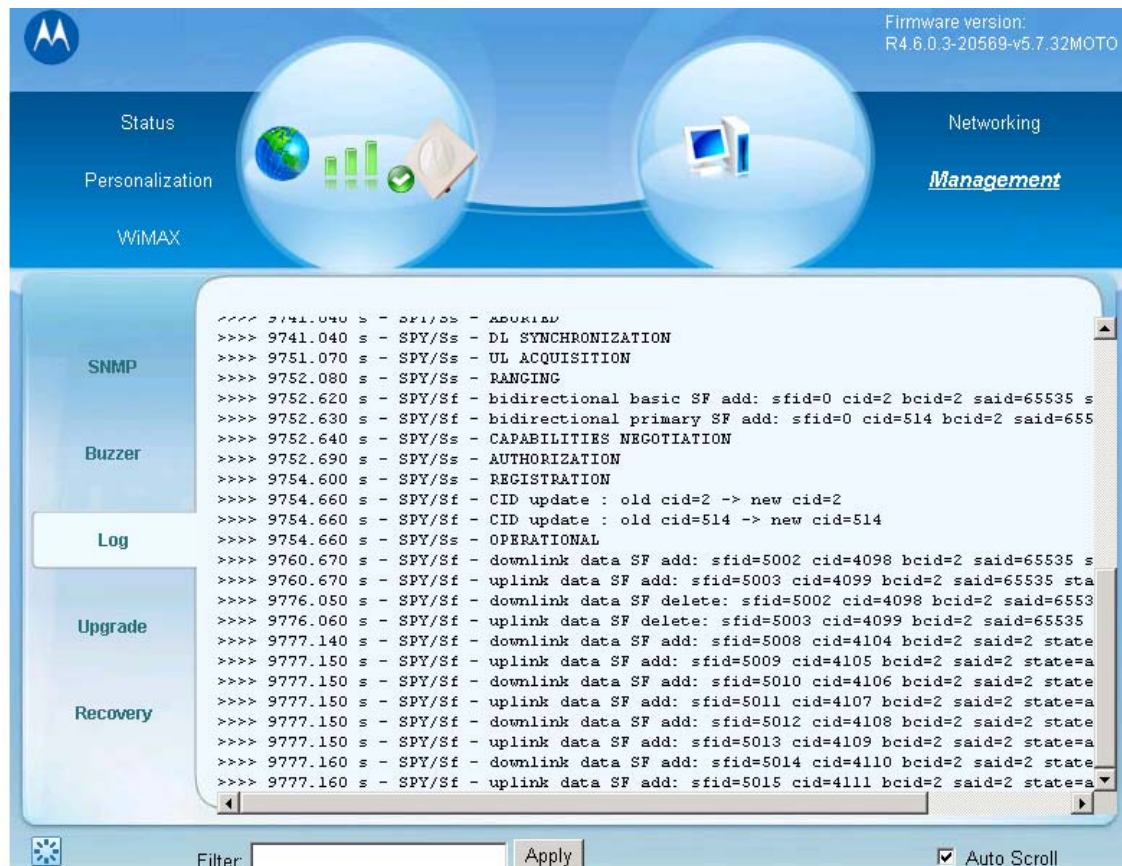 Firmware version:
R4.6.0.3-20569-v5.7.32MOTO
Status
Networking
Personalization
Management
WiMAX
SNMP
Buzzer
Log
Upgrade
Recovery
>>>> 9741.040 s - SPY/Ss - ABORTED
>>>> 9741.040 s - SPY/Ss - DL SYNCHRONIZATION
>>>> 9751.070 s - SPY/Ss - UL ACQUISITION
>>>> 9752.080 s - SPY/Ss - RANGING
>>>> 9752.620 s - SPY/Sf - bidirectional basic SF add: sfid=0 cid=2 bcid=2 said=65535 s
>>>> 9752.630 s - SPY/Sf - bidirectional primary SF add: sfid=0 cid=514 bcid=2 said=655
>>>> 9752.640 s - SPY/Ss - CAPABILITIES NEGOTIATION
>>>> 9752.690 s - SPY/Ss - AUTHORIZATION
>>>> 9754.600 s - SPY/Ss - REGISTRATION
>>>> 9754.660 s - SPY/Sf - CID update : old cid=2 -> new cid=2
>>>> 9754.660 s - SPY/Sf - CID update : old cid=514 -> new cid=514
>>>> 9754.660 s - SPY/Ss - OPERATIONAL
>>>> 9760.670 s - SPY/Sf - downlink data SF add: sfid=5002 cid=4098 bcid=2 said=65535 s
>>>> 9760.670 s - SPY/Sf - uplink data SF add: sfid=5003 cid=4099 bcid=2 said=65535 sta
>>>> 9776.050 s - SPY/Sf - downlink data SF delete: sfid=5002 cid=4098 bcid=2 said=6553
>>>> 9776.060 s - SPY/Sf - uplink data SF delete: sfid=5003 cid=4099 bcid=2 said=65535
>>>> 9777.140 s - SPY/Sf - downlink data SF add: sfid=5008 cid=4104 bcid=2 said=2 state
>>>> 9777.150 s - SPY/Sf - uplink data SF add: sfid=5009 cid=4105 bcid=2 said=2 state=a
>>>> 9777.150 s - SPY/Sf - downlink data SF add: sfid=5010 cid=4106 bcid=2 said=2 state
>>>> 9777.150 s - SPY/Sf - uplink data SF add: sfid=5011 cid=4107 bcid=2 said=2 state=a
>>>> 9777.150 s - SPY/Sf - downlink data SF add: sfid=5012 cid=4108 bcid=2 said=2 state
>>>> 9777.150 s - SPY/Sf - uplink data SF add: sfid=5013 cid=4109 bcid=2 said=2 state=a
>>>> 9777.160 s - SPY/Sf - downlink data SF add: sfid=5014 cid=4110 bcid=2 said=2 state
>>>> 9777.160 s - SPY/Sf - uplink data SF add: sfid=5015 cid=4111 bcid=2 said=2 state=a
Filter:
Apply
Auto Scroll